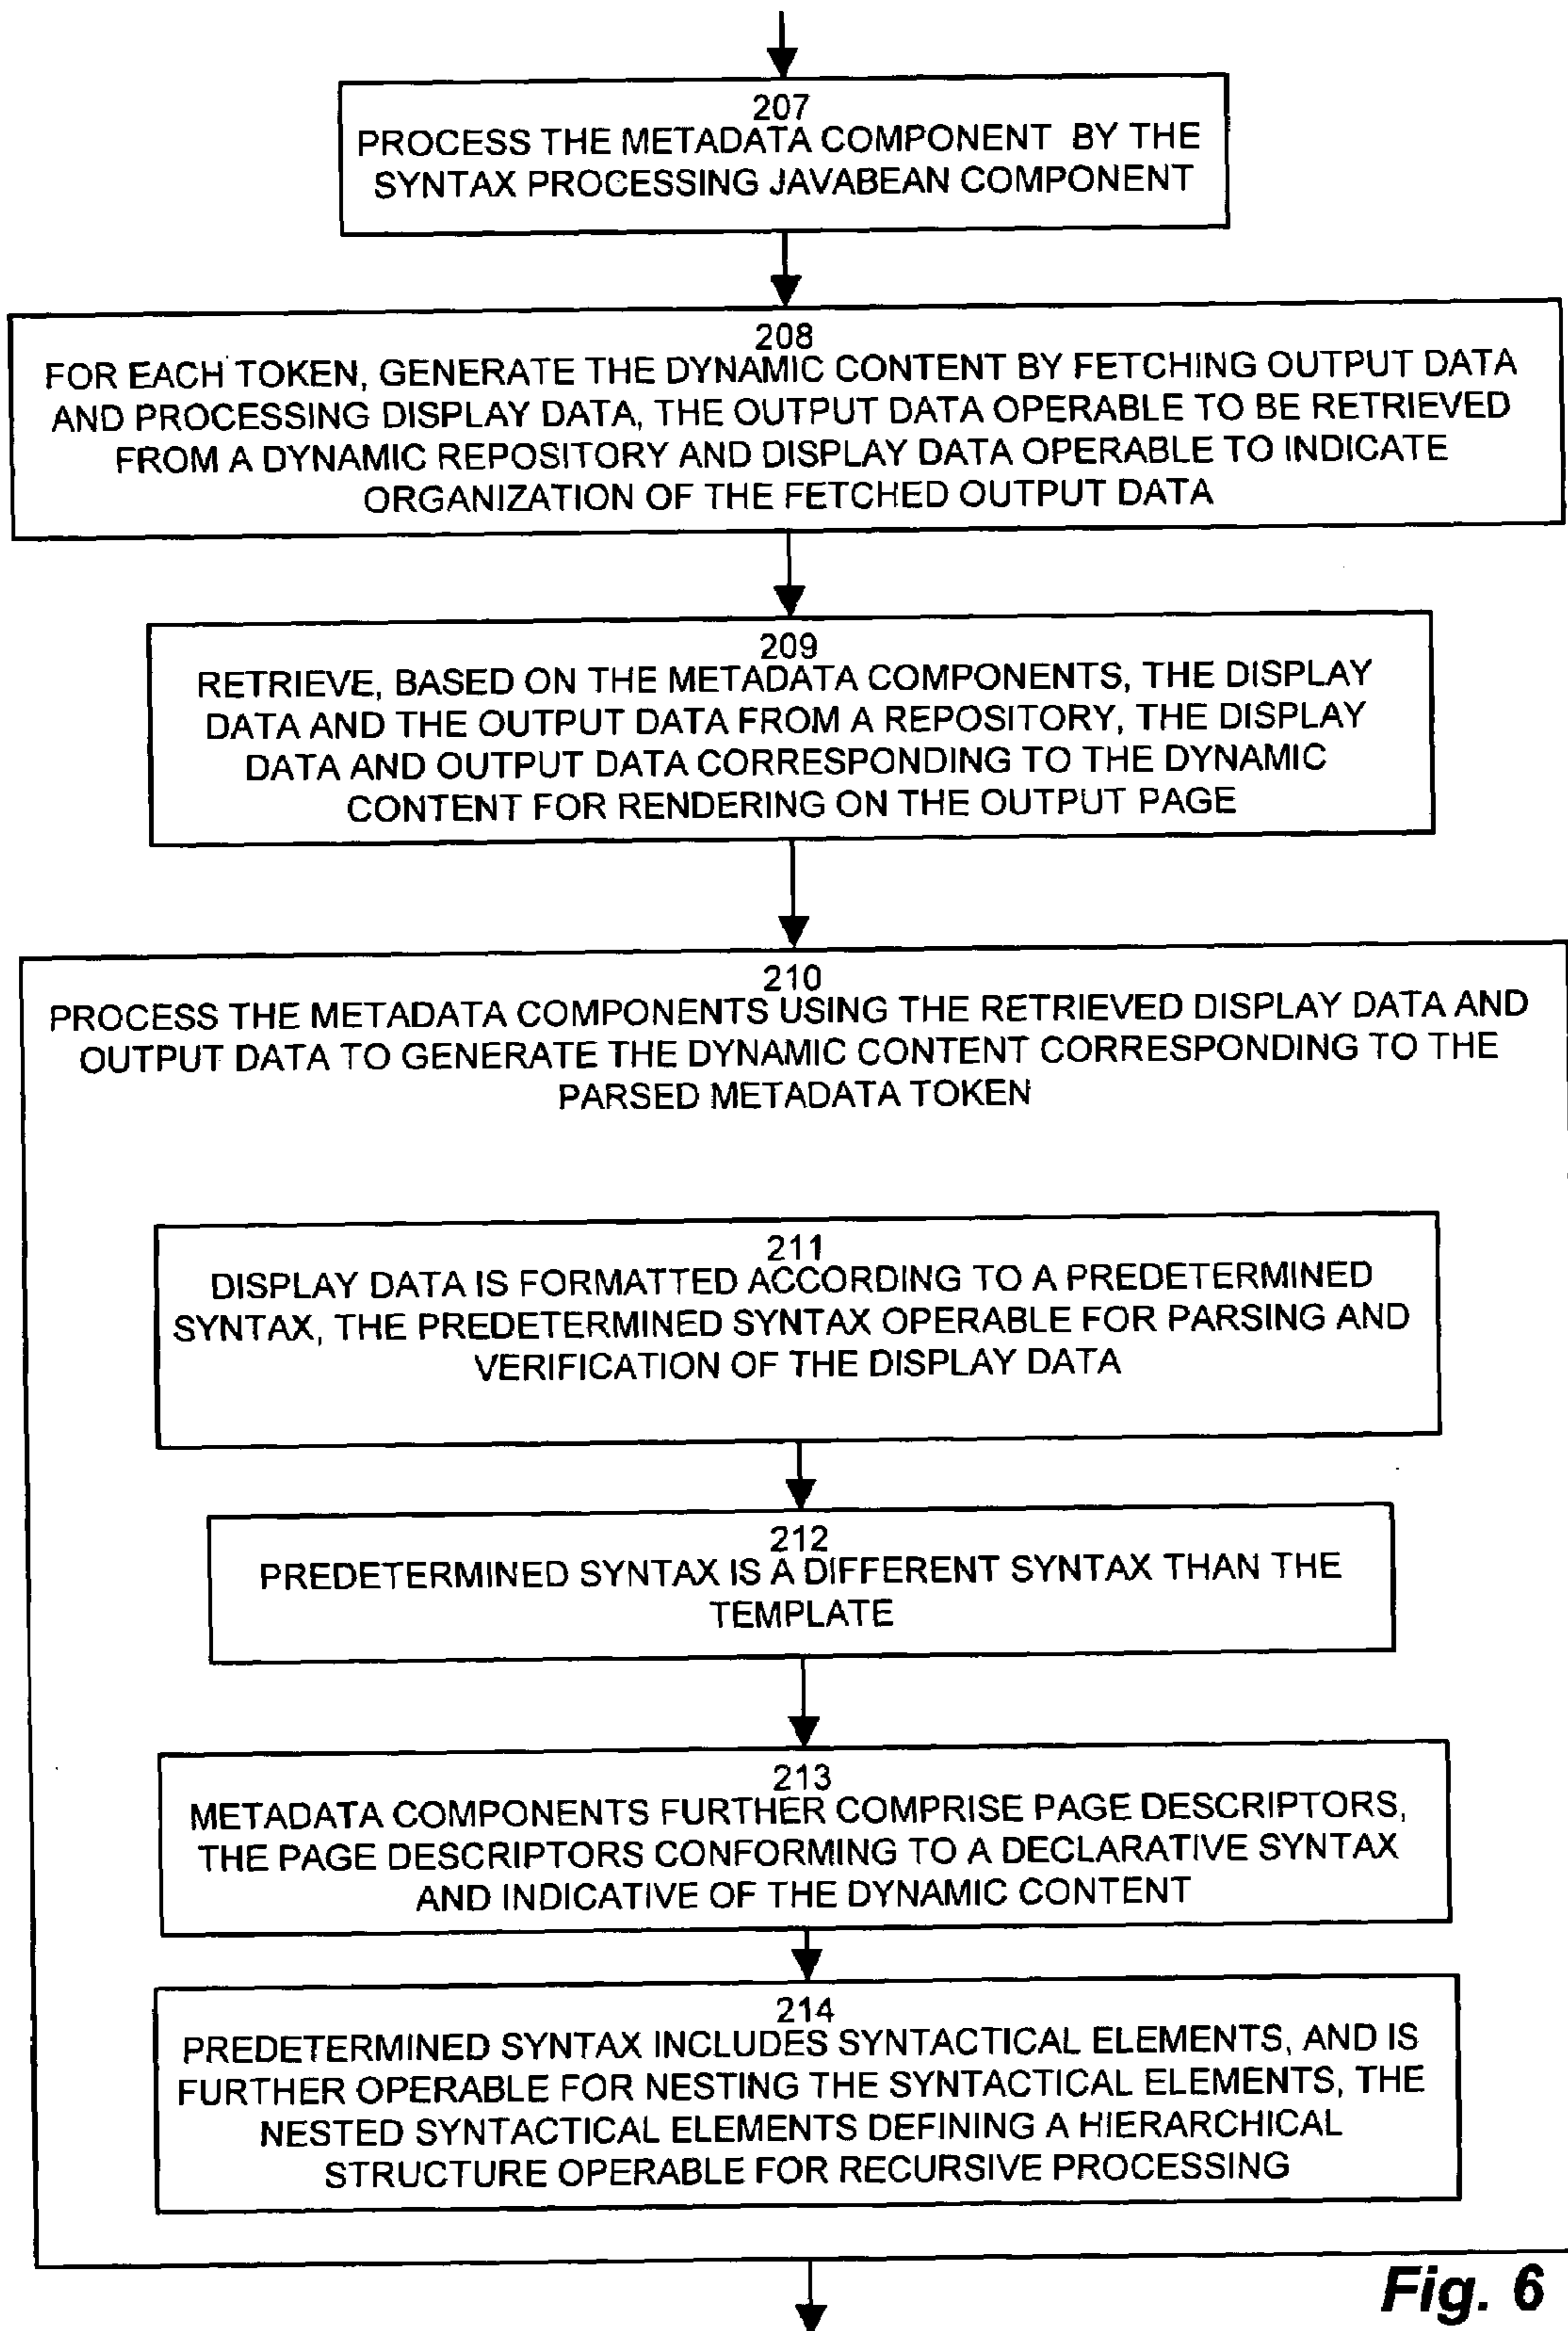 207
PROCESS THE METADATA COMPONENT BY THE
SYNTAX PROCESSING JAVABEAN COMPONENT
208
FOR EACH TOKEN, GENERATE THE DYNAMIC CONTENT BY FETCHING OUTPUT DATA
AND PROCESSING DISPLAY DATA, THE OUTPUT DATA OPERABLE TO BE RETRIEVED
FROM A DYNAMIC REPOSITORY AND DISPLAY DATA OPERABLE TO INDICATE
ORGANIZATION OF THE FETCHED OUTPUT DATA
209
RETRIEVE, BASED ON THE METADATA COMPONENTS, THE DISPLAY
DATA AND THE OUTPUT DATA FROM A REPOSITORY, THE DISPLAY
DATA AND OUTPUT DATA CORRESPONDING TO THE DYNAMIC
CONTENT FOR RENDERING ON THE OUTPUT PAGE
210
PROCESS THE METADATA COMPONENTS USING THE RETRIEVED DISPLAY DATA AND
OUTPUT DATA TO GENERATE THE DYNAMIC CONTENT CORRESPONDING TO THE
PARSED METADATA TOKEN
211
DISPLAY DATA IS FORMATTED ACCORDING TO A PREDETERMINED
SYNTAX, THE PREDETERMINED SYNTAX OPERABLE FOR PARSING AND
VERIFICATION OF THE DISPLAY DATA
212
PREDETERMINED SYNTAX IS A DIFFERENT SYNTAX THAN THE
TEMPLATE
213
METADATA COMPONENTS FURTHER COMPRISE PAGE DESCRIPTORS,
THE PAGE DESCRIPTORS CONFORMING TO A DECLARATIVE SYNTAX
AND INDICATIVE OF THE DYNAMIC CONTENT
214
PREDETERMINED SYNTAX INCLUDES SYNTACTICAL ELEMENTS, AND IS
FURTHER OPERABLE FOR NESTING THE SYNTACTICAL ELEMENTS, THE
NESTED SYNTACTICAL ELEMENTS DEFINING A HIERARCHICAL
STRUCTURE OPERABLE FOR RECURSIVE PROCESSING
Fig. 6